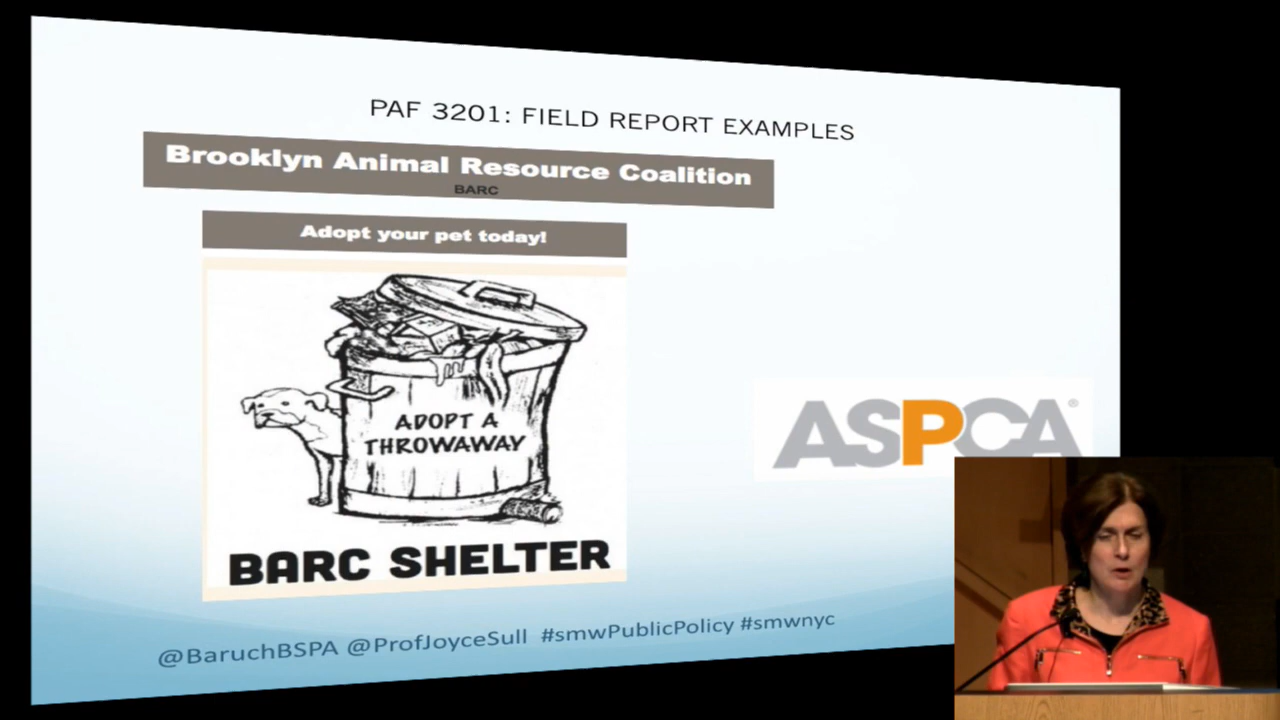 PAF 3201: FIELD REPORT EXAMPLES
Brooklyn Animal Resource Coalition
BARC
Adopt your pet today!
ADOPT A
THROWAWAY
BARC SHELTER
ASPCA®
@BaruchBSPA @ProfJoyceSull #smwPublicPolicy #smwnyc